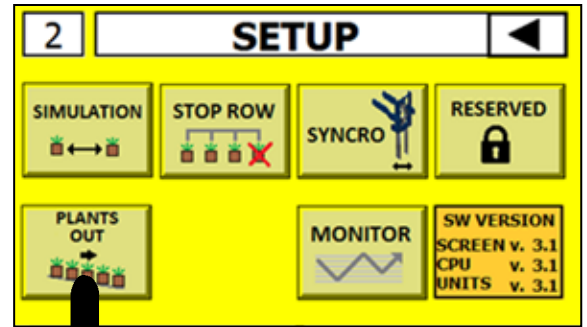 2
SETUP
SIMULATION
STOP ROW
SYNCRO
RESERVED
PLANTS
OUT
MONITOR
SW VERSION
SCREEN v. 3.1
CPU v. 3.1
UNITS v. 3.1